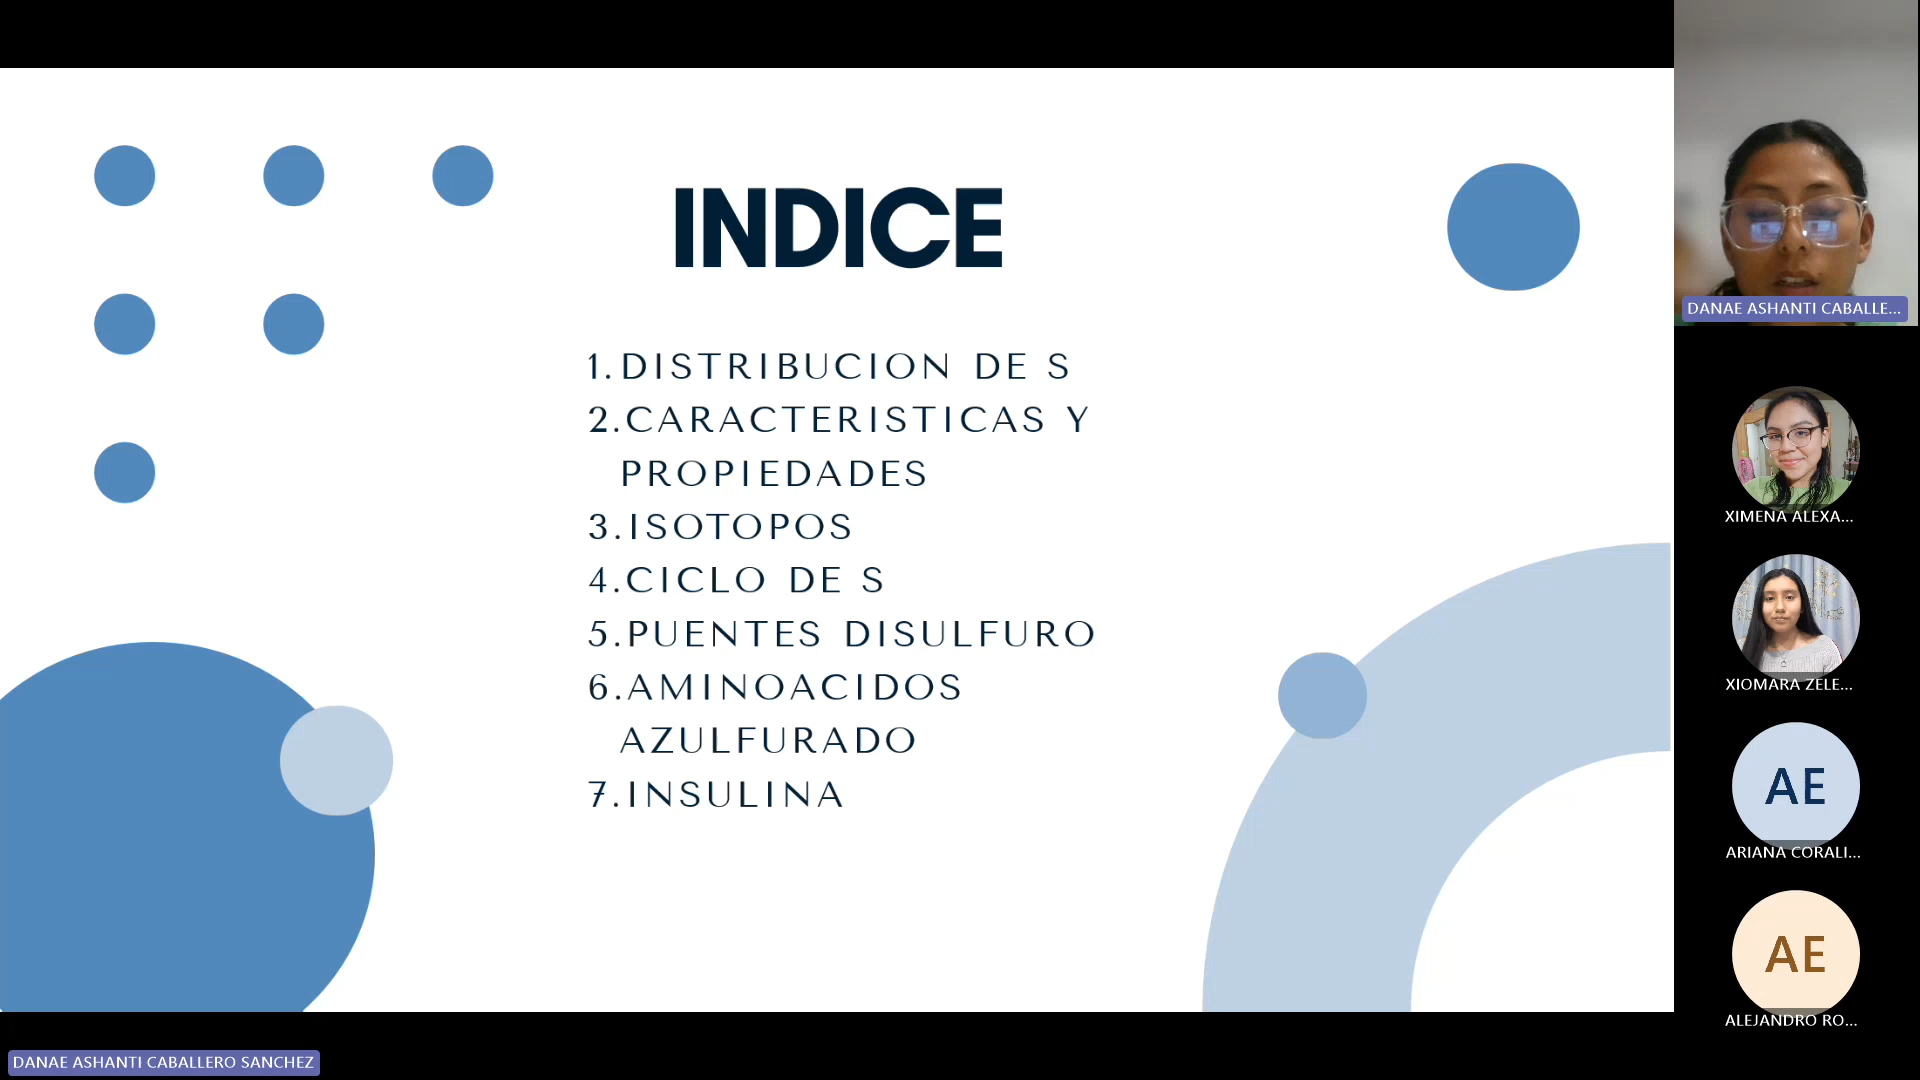 INDICE
1.DISTRIBUCION DE S
2.CARACTERISTICAS Y
PROPIEDADES
3.ISOTOPOS
4.CICLO DE S
5.PUENTES DISULFURO
6.AMINOACIDOS
AZULFURADO
7.INSULINA
DANAE ASHANTI CABALLE...
XIMENA ALEXA...
XIOMARA ZELE...
AE
ARIANA CORALI...
AE
ALEJANDRO RO...
DANAE ASHANTI CABALLERO SANCHEZ